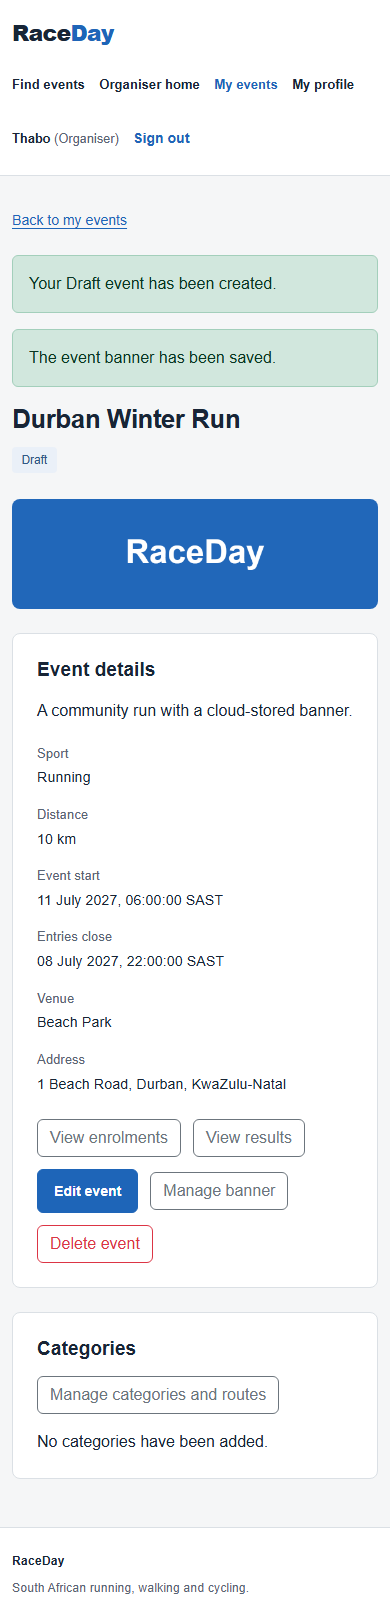 RaceDay
Find events Organiser home My events My profile
Thabo (Organiser) Sign out
Back to my events
Your Draft event has been created.
The event banner has been saved.
Durban Winter Run
Draft
RaceDay
Event details
A community run with a cloud-stored banner.
Sport
Running
Distance
10 km
Event start
11 July 2027, 06:00:00 SAST
Entries close
08 July 2027, 22:00:00 SAST
Venue
Beach Park
Address
1 Beach Road, Durban, KwaZulu-Natal
View enrolments View results
Edit event Manage banner
Delete event
Categories
Manage categories and routes
No categories have been added.
RaceDay
South African running, walking and cycling.